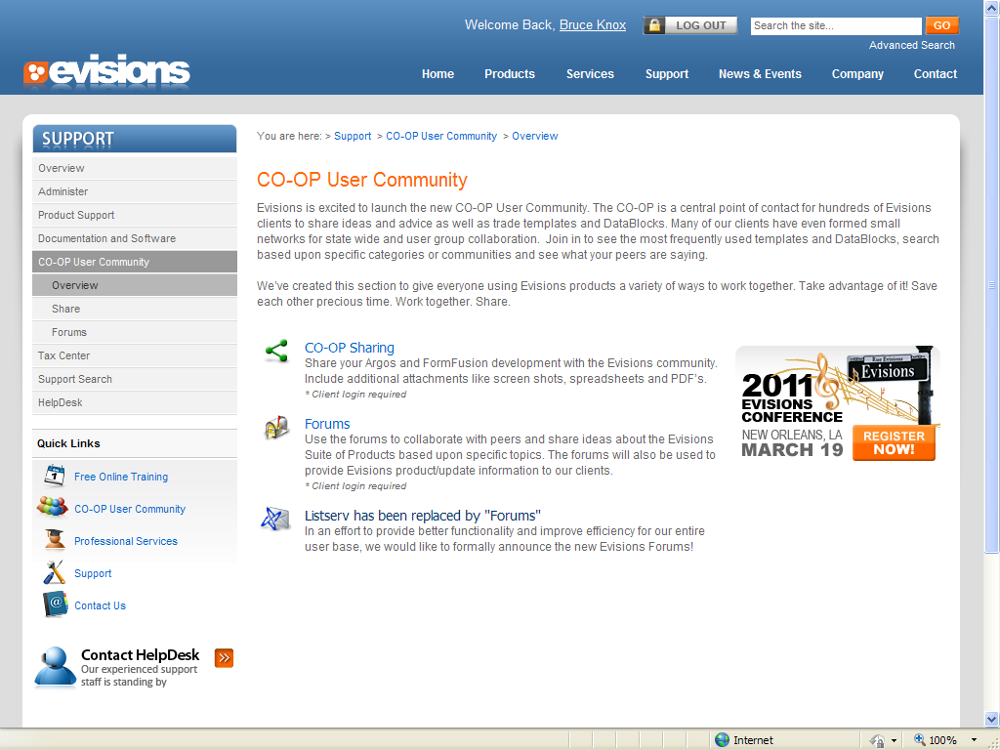 Welcome Back, Bruce Knox
LOG OUT
Search the site...
GO
Advanced Search
evisions
Home Products Services Support News & Events Company Contact
SUPPORT
Overview
Administer
Product Support
Documentation and Software
CO-OP User Community
Overview
Share
Forums
Tax Center
Support Search
HelpDesk
Quick Links
1
Free Online Training
CO-OP User Community
Professional Services
Support
@
Contact Us
Contact HelpDesk
Our experienced support
staff is standing by
You are here: > Support > CO-OP User Community > Overview
CO-OP User Community
Evisions is excited to launch the new CO-OP User Community. The CO-OP is a central point of contact for hundreds of Evisions
clients to share ideas and advice as well as trade templates and DataBlocks. Many of our clients have even formed small
networks for state wide and user group collaboration. Join in to see the most frequently used templates and DataBlocks, search
based upon specific categories or communities and see what your peers are saying.
We've created this section to give everyone using Evisions products a variety of ways to work together. Take advantage of it! Save
each other precious time. Work together. Share.
CO-OP Sharing
Share your Argos and FormFusion development with the Evisions community.
Include additional attachments like screen shots, spreadsheets and PDF's.
* Client login required
Forums
Use the forums to collaborate with peers and share ideas about the Evisions
Suite of Products based upon specific topics. The forums will also be used to
provide Evisions product/update information to our clients.
* Client login required
Listserv has been replaced by "Forums"
In an effort to provide better functionality and improve efficiency for our entire
user base, we would like to formally announce the new Evisions Forums!
Rue Evisions
Evisions
2011
EVISIONS
CONFERENCE
NEW ORLEANS, LA
MARCH 19
REGISTER
NOW!
Internet
100%